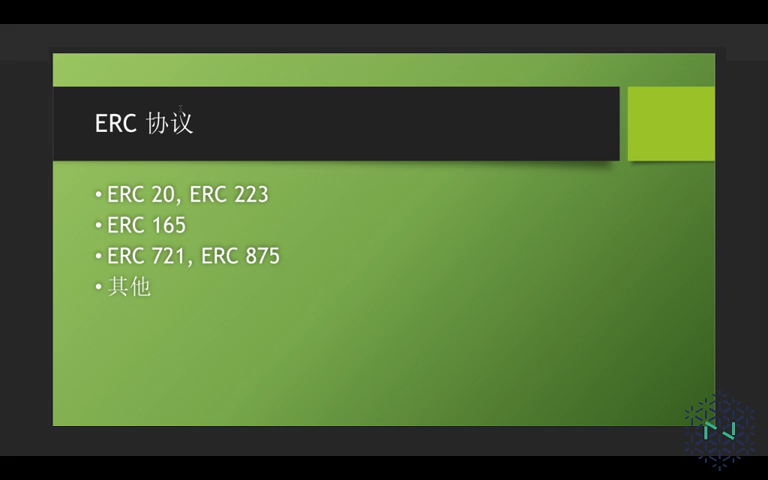 ERC 协议
• ERC 20, ERC 223
• ERC 165
• ERC 721, ERC 875
• 其他